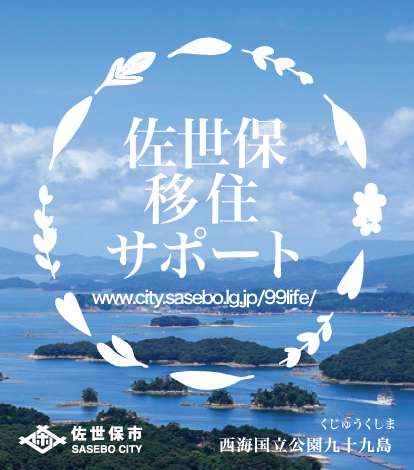 佐世保
移住
サポート
www.city.sasebo.lg.jp/99life/
佐世保市
SASEBO CITY
くじゅうくしま
西海国立公園九十九島